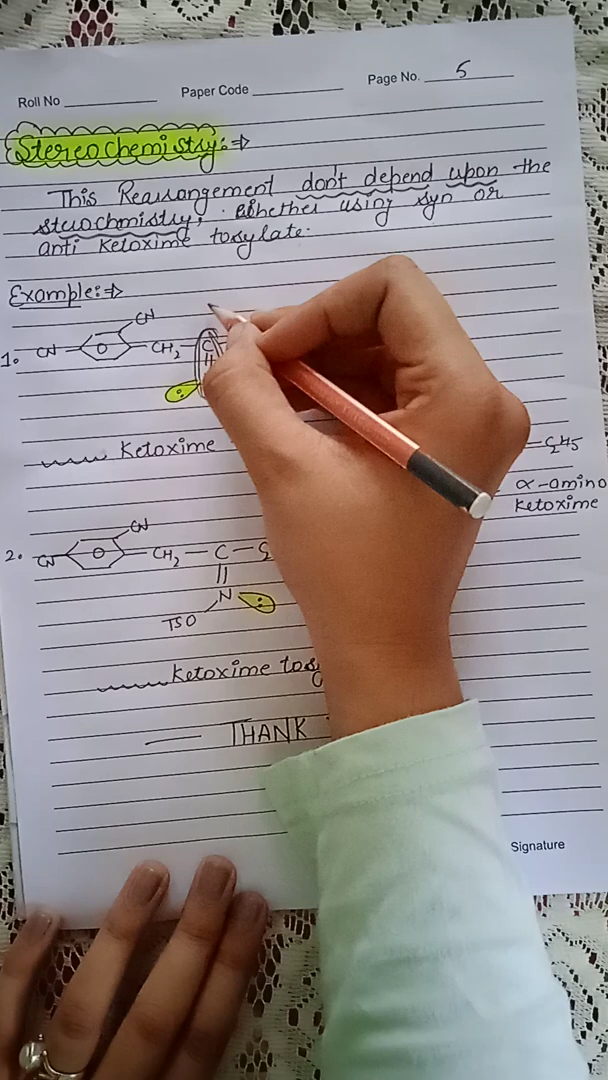 Roll No Paper Code Page No. 5
Stereochemistry:⇒
This Rearrangement don't depend upon the
sterochmistry, Whether using syn or
anti Ketoxime tosylate.
Example:⇒
CN
1. CN O CH2 C
Ketoxime
C2H5
α-amino
Ketoxime
CN
2. CN O CH2 — C —
N
TSO
Ketoxime
THANK
Signature